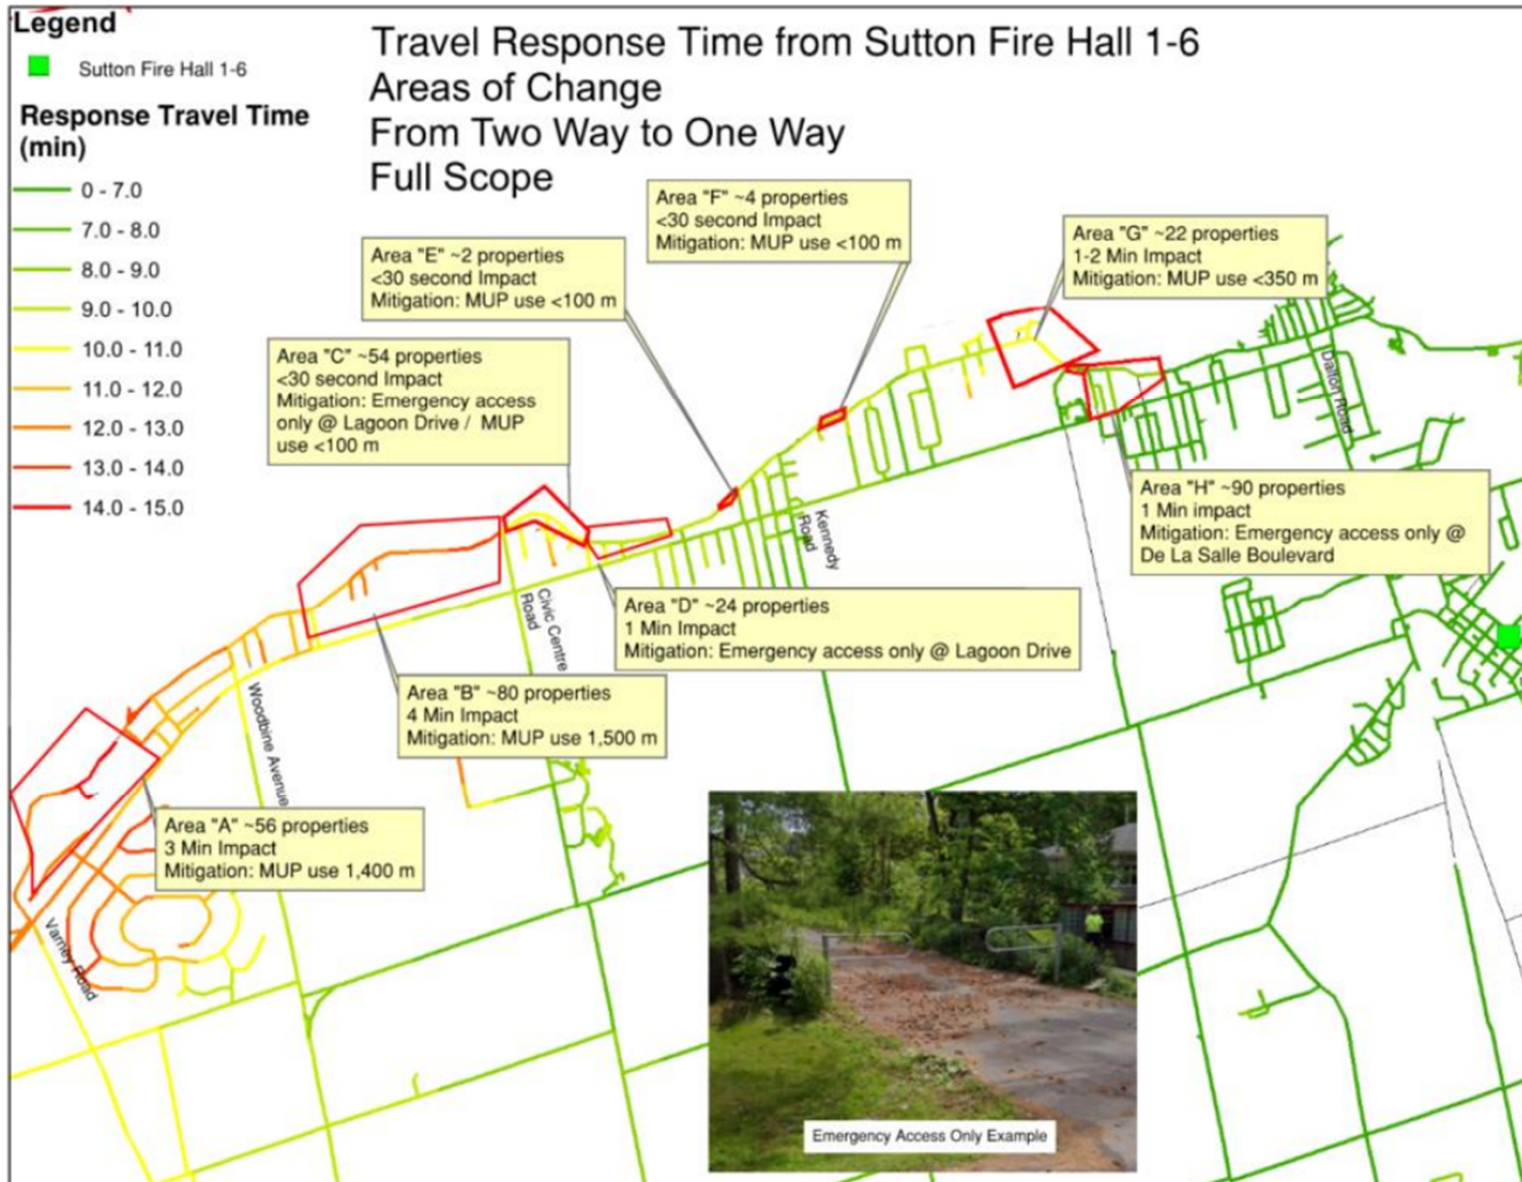 Legend
Sutton Fire Hall 1-6
Response Travel Time
(min)
0 - 7.0
7.0 - 8.0
8.0 - 9.0
9.0 - 10.0
10.0 - 11.0
11.0 - 12.0
12.0 - 13.0
13.0 - 14.0
14.0 - 15.0
Travel Response Time from Sutton Fire Hall 1-6
Areas of Change
From Two Way to One Way
Full Scope
Area "F" ~4 properties
<30 second Impact
Mitigation: MUP use <100 m
Area "G" ~22 properties
1-2 Min Impact
Mitigation: MUP use <350 m
Area "E" ~2 properties
<30 second Impact
Mitigation: MUP use <100 m
Area "C" ~54 properties
<30 second Impact
Mitigation: Emergency access
only @ Lagoon Drive / MUP
use <100 m
Dalton Road
Area "H" ~90 properties
1 Min impact
Mitigation: Emergency access only @
De La Salle Boulevard
Kennedy
Road
Area "D" ~24 properties
1 Min Impact
Mitigation: Emergency access only @ Lagoon Drive
Civic Centre
Road
Area "B" ~80 properties
4 Min Impact
Mitigation: MUP use 1,500 m
Woodbine Avenue
Area "A" ~56 properties
3 Min Impact
Mitigation: MUP use 1,400 m
Varney Road
Emergency Access Only Example